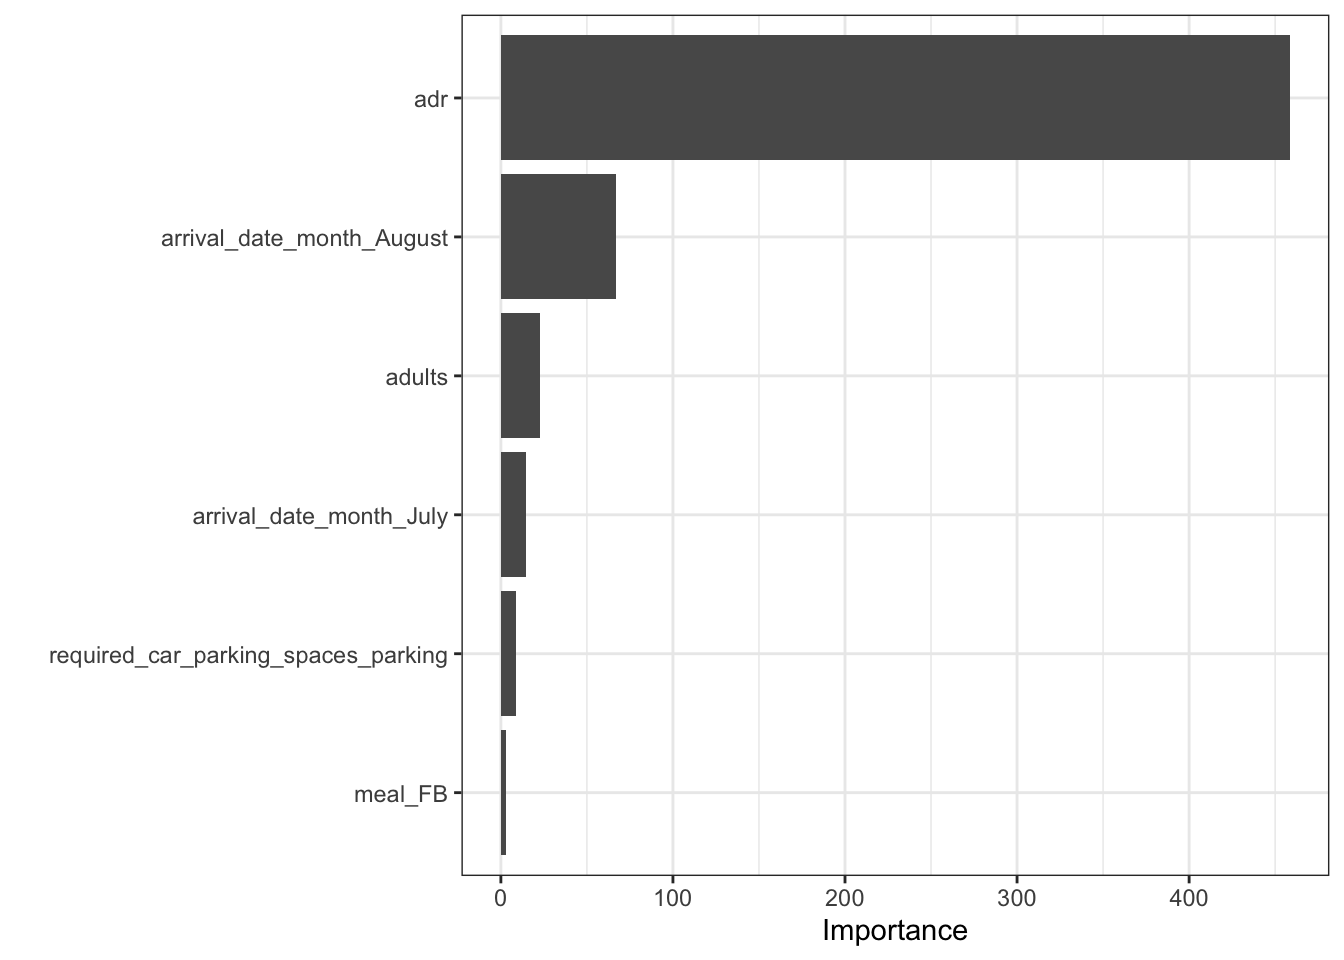 adr
arrival_date_month_August
adults
arrival_date_month_July
required_car_parking_spaces_parking
meal_FB
0 100 200 300 400
Importance